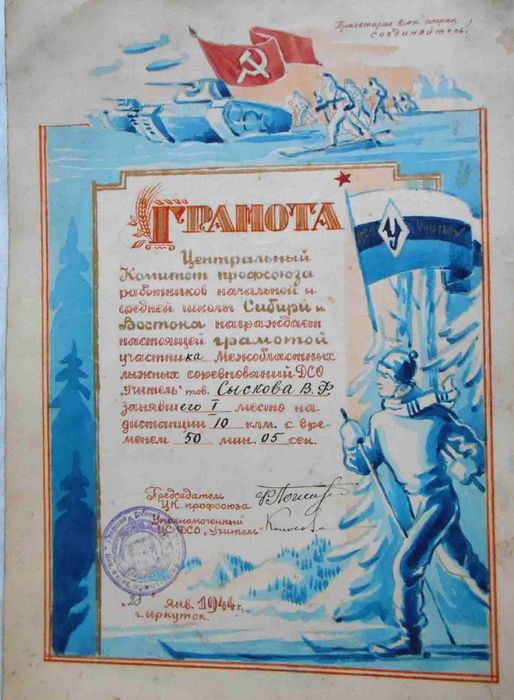 Пролетарии всех стран,
соединяйтесь!
Учитель
ГРАМОТА
Центральный
Комитет профсоюза
работников начальной и
средней школы Сибири и
Востока награждает
настоящей грамотой
участника Межобластных
лыжных соревнований ДСО
„Учитель" тов. Сыскова В.Ф.
занявшего I место на
дистанции 10 клм. с вре-
менем 50 мин. 05 сек.
Председатель
ЦК. профсоюза
Уполномоченный
ЦС. ДСО „Учитель"
янв. 1944 г.
г. Иркутск.